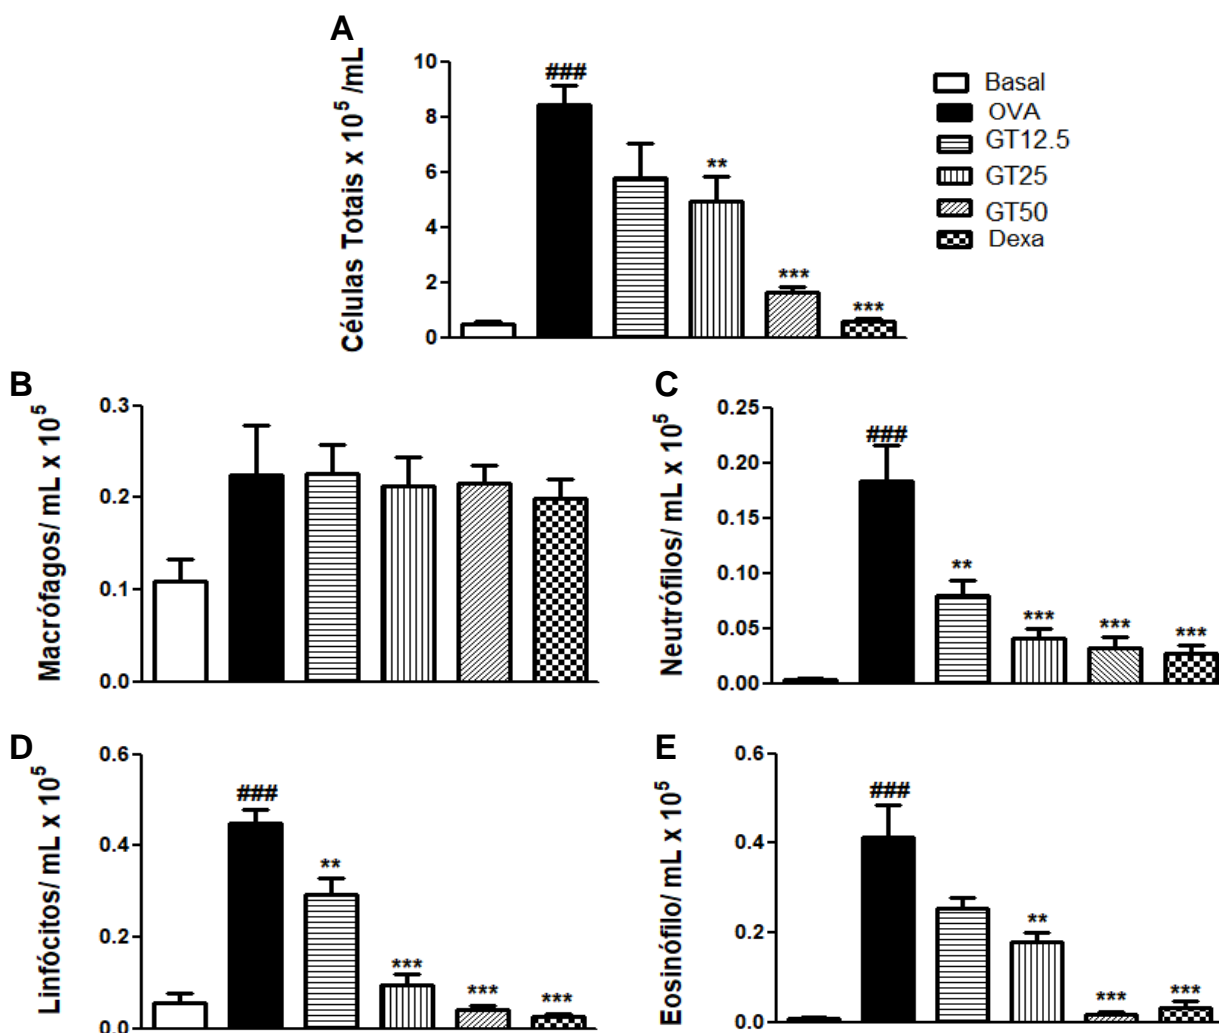 A
Células Totais x 10⁵ /mL
10
8
6
4
2
0
###
**
***
***
Basal
OVA
GT12.5
GT25
GT50
Dexa
B
Macrófagos/ mL x 10⁵
0.3
0.2
0.1
0.0
C
Neutrófilos/ mL x 10⁵
0.25
0.20
0.15
0.10
0.05
0.00
###
**
***
***
***
D
Linfócitos/ mL x 10⁵
0.6
0.4
0.2
0.0
###
**
***
***
***
E
Eosinófilo/ mL x 10⁵
0.6
0.4
0.2
0.0
###
**
***
***